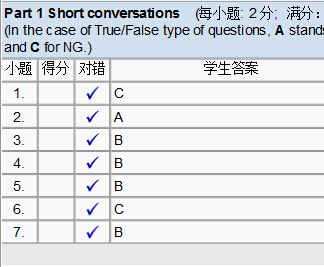 Part 1 Short conversations (每小题: 2 分; 满分:
(In the case of True/False type of questions, A stands
and C for NG.)
小题 得分 对错 学生答案
1. ✓ C
2. ✓ A
3. ✓ B
4. ✓ B
5. ✓ B
6. ✓ C
7. ✓ B